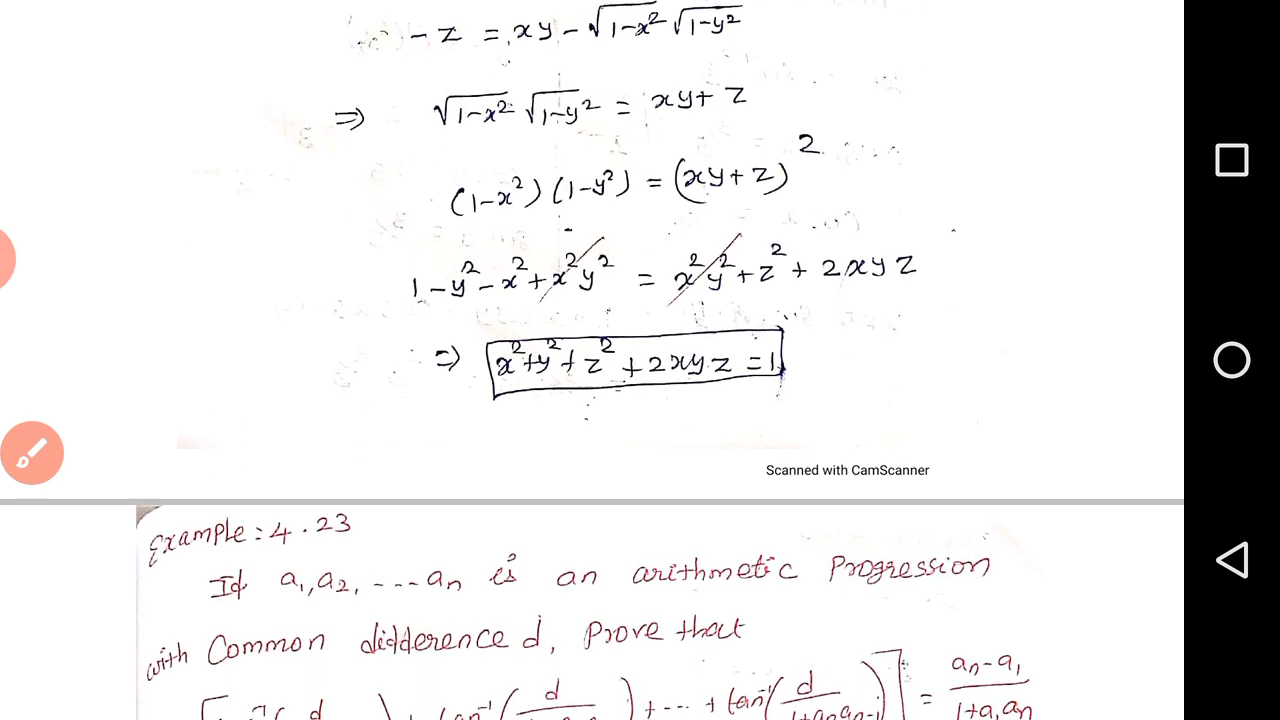 - z = xy - √1-x² √1-y²
⇒ √1-x² √1-y² = xy + z
(1-x²) (1-y²) = (xy + z)²
1 - y² - x² + x²y² = x²y² + z² + 2xyz
⇒ x²+y²+z² + 2xyz = 1
Scanned with CamScanner
Example: 4.23
If a₁, a₂, ---- aₙ is an arithmetic Progression
with Common difference d, Prove that
d ) + tan⁻¹( d ) + --- + tan⁻¹( d / 1+aₙaₙ₋₁ ) ] = aₙ-a₁ / 1+a₁aₙ